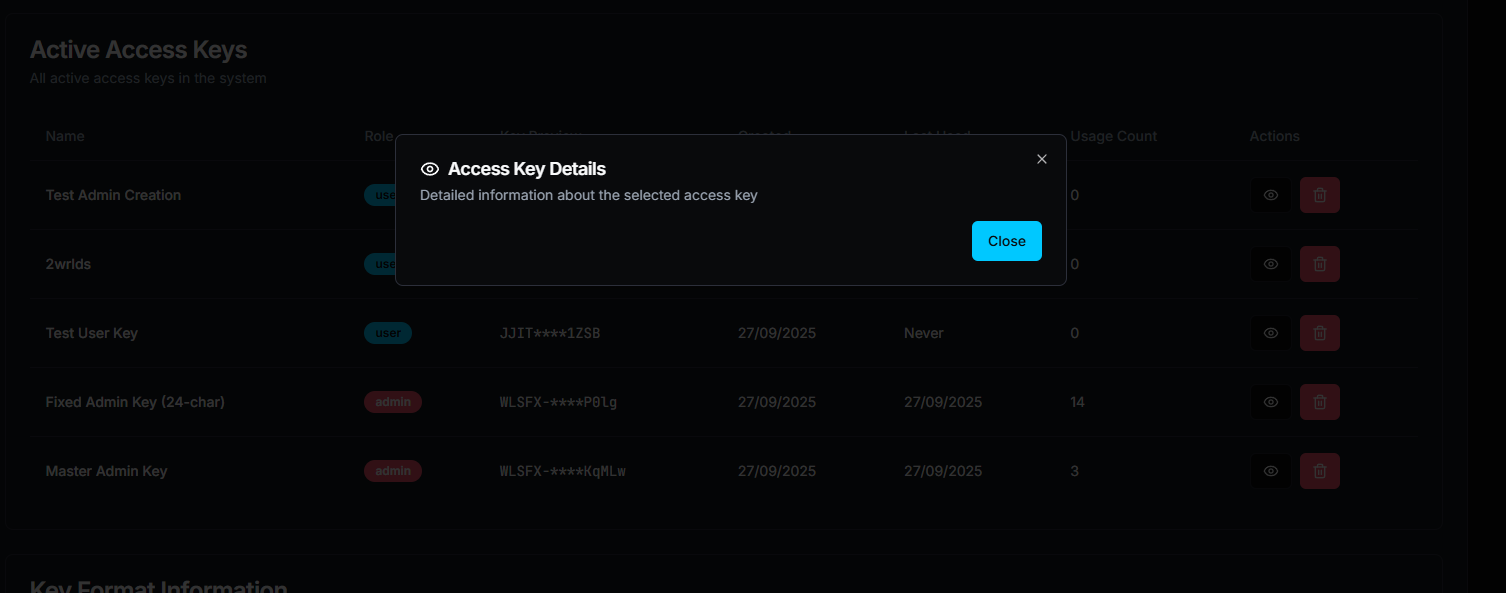 Active Access Keys
All active access keys in the system
Name Role Key Preview Created Last Used Usage Count Actions
Access Key Details
Detailed information about the selected access key
Close
Test Admin Creation 0
2wrlds 0
Test User Key user JJIT****1ZSB 27/09/2025 Never 0
Fixed Admin Key (24-char) admin WLSFX-****P0lg 27/09/2025 27/09/2025 14
Master Admin Key admin WLSFX-****KqMLw 27/09/2025 27/09/2025 3
Key Format Information